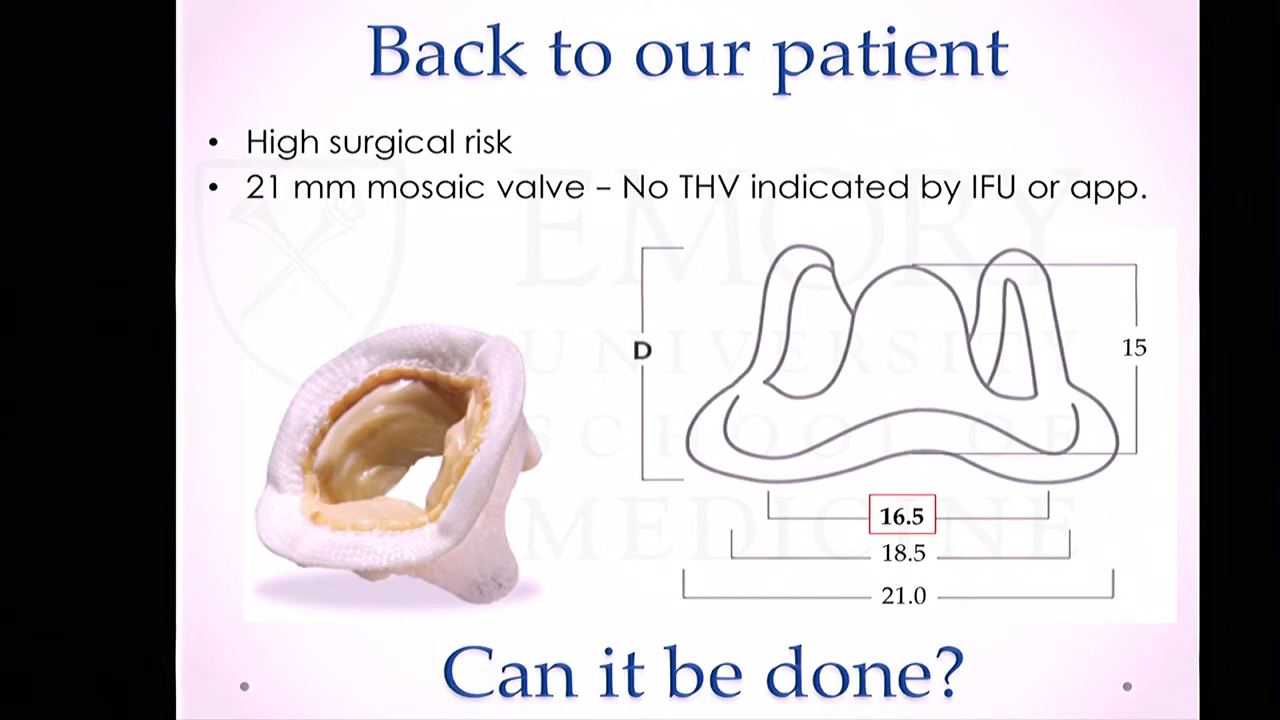 Back to our patient
• High surgical risk
• 21 mm mosaic valve – No THV indicated by IFU or app.
EMORY
UNIVERSITY
SCHOOL OF
MEDICINE
D
15
16.5
18.5
21.0
Can it be done?